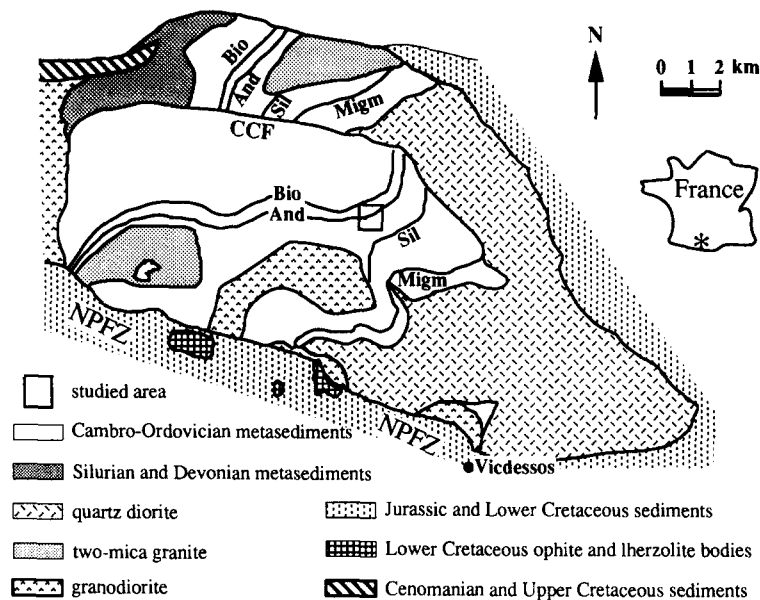 N
0 1 2 km
Bio
And
Sil
Migm
CCF
France
*
Bio
And
Sil
Migm
NPFZ
NPFZ
Vicdessos
studied area
Cambro-Ordovician metasediments
Silurian and Devonian metasediments
quartz diorite
two-mica granite
granodiorite
Jurassic and Lower Cretaceous sediments
Lower Cretaceous ophite and lherzolite bodies
Cenomanian and Upper Cretaceous sediments